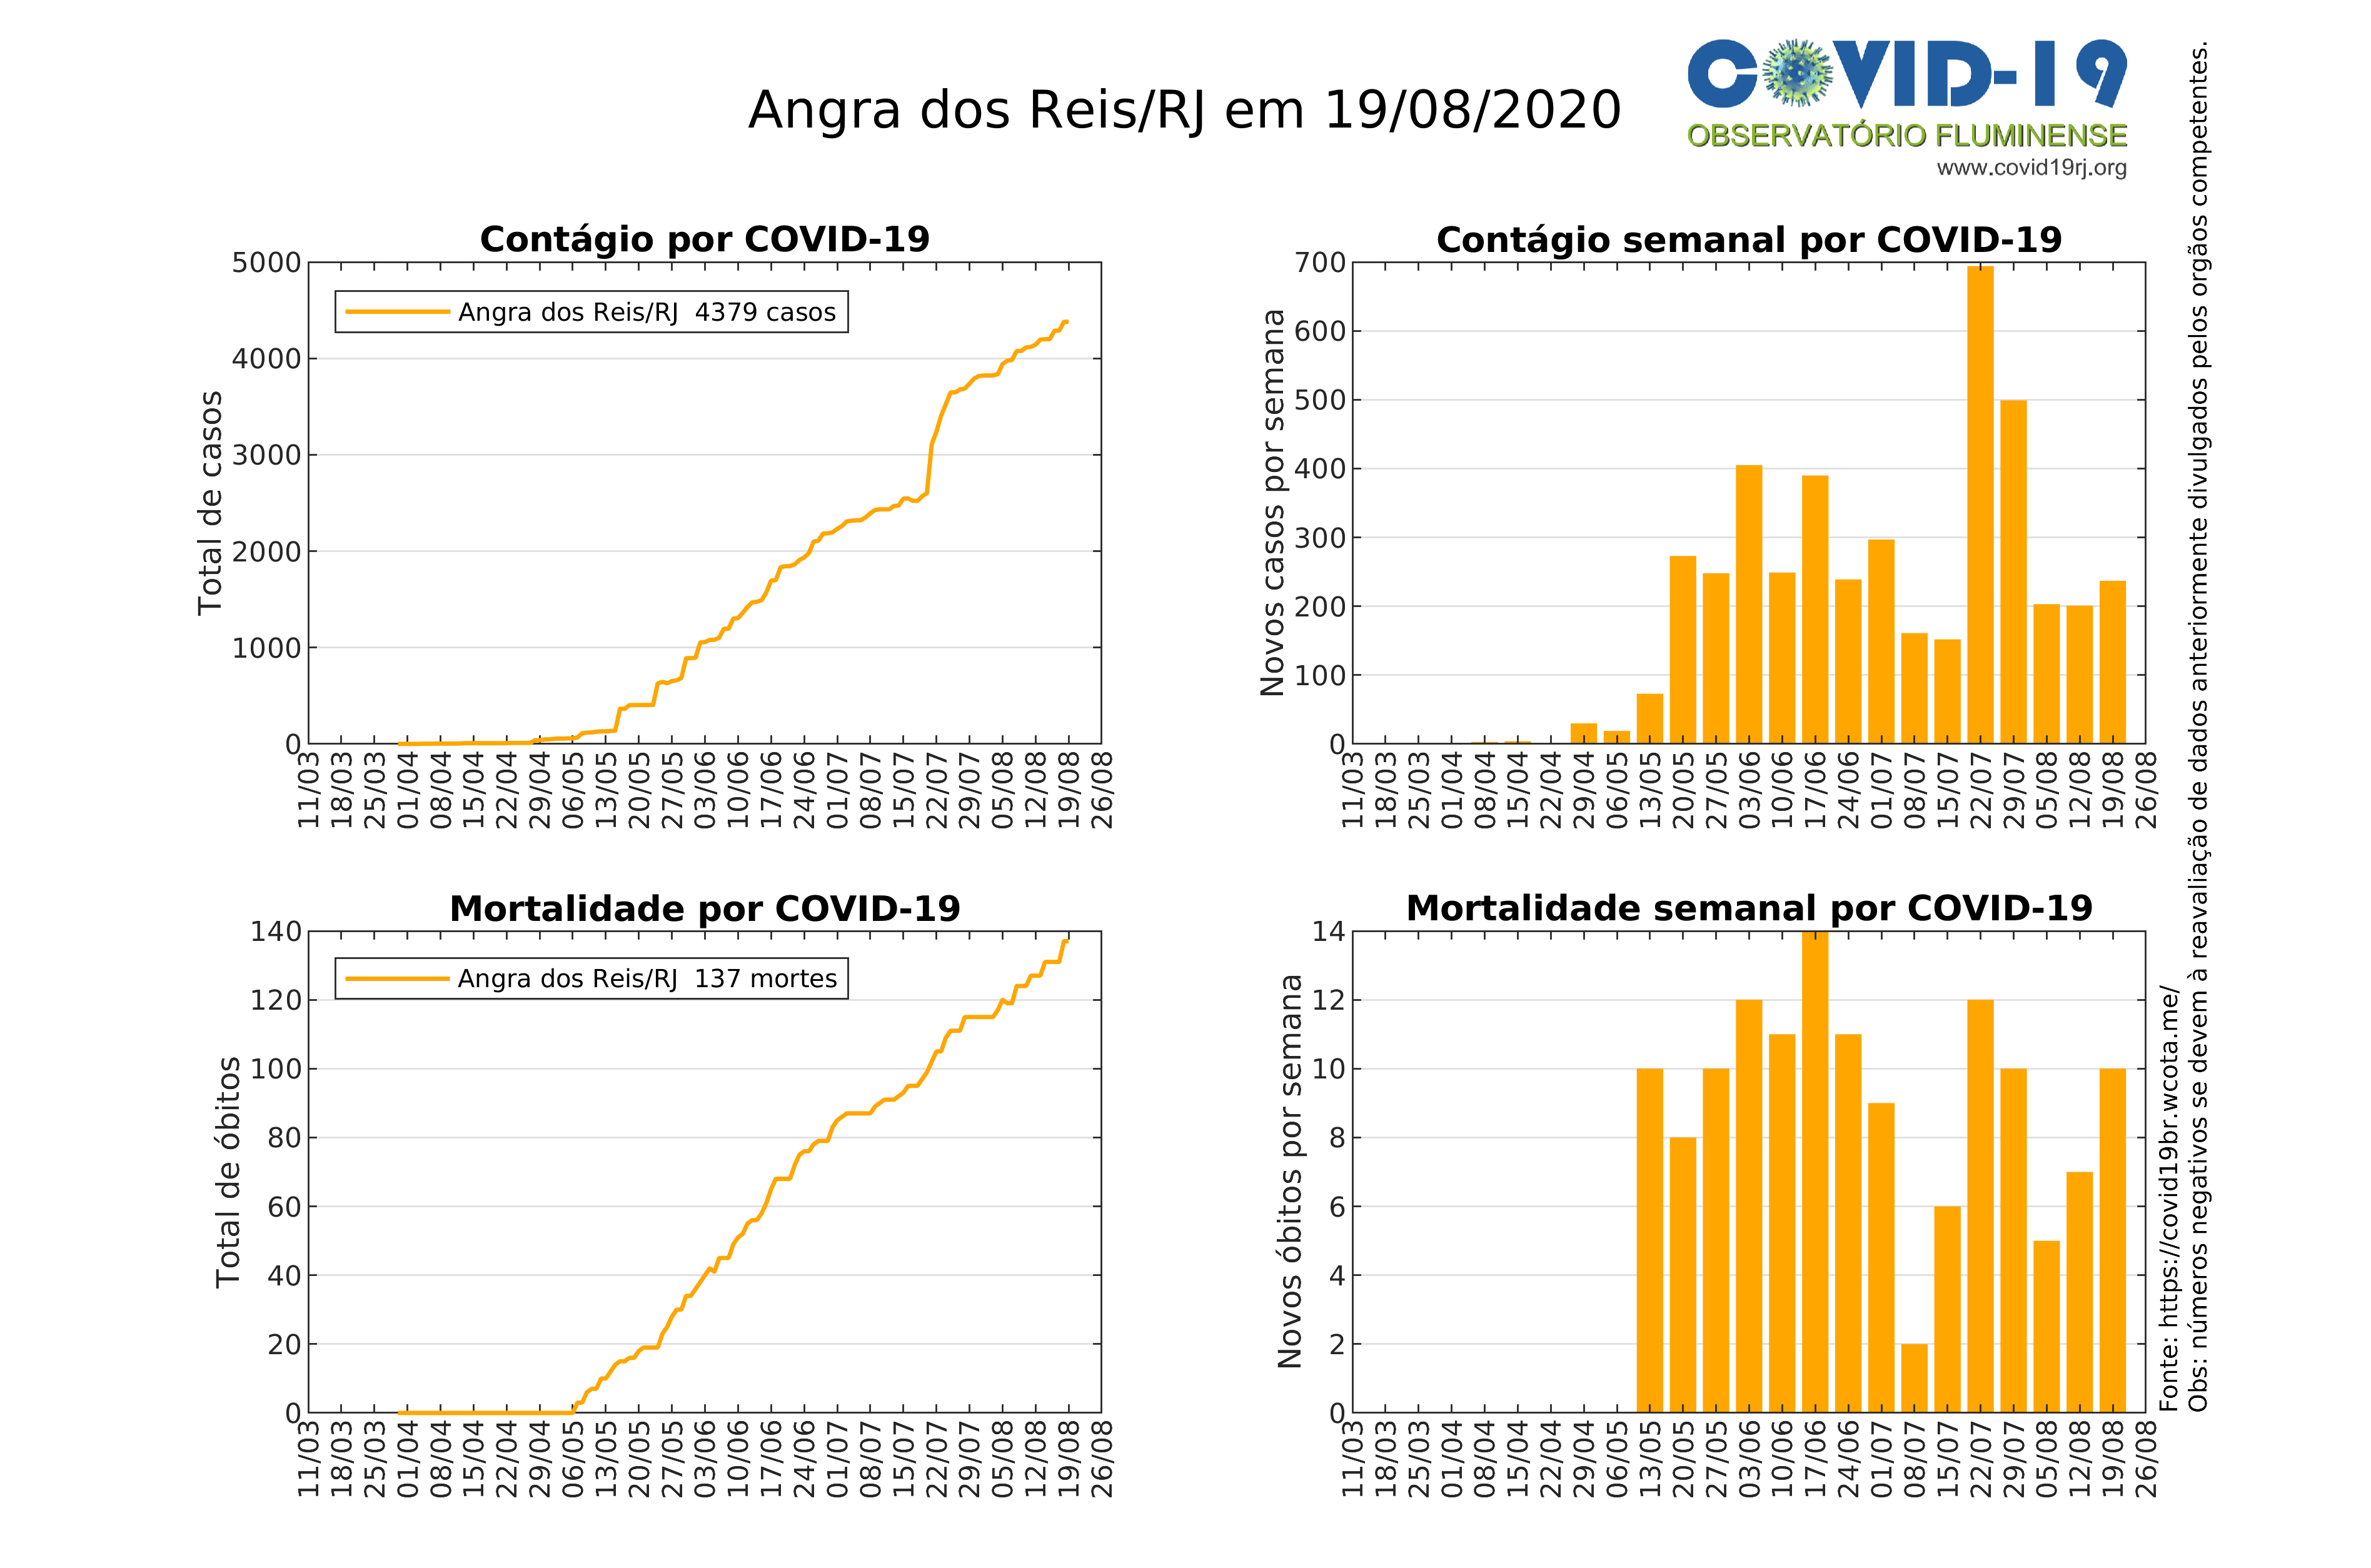 Angra dos Reis/RJ em 19/08/2020
COVID-19
OBSERVATÓRIO FLUMINENSE
www.covid19rj.org
Contágio por COVID-19
Total de casos
5000
4000
3000
2000
1000
0
Angra dos Reis/RJ 4379 casos
11/03 18/03 25/03 01/04 08/04 15/04 22/04 29/04 06/05 13/05 20/05 27/05 03/06 10/06 17/06 24/06 01/07 08/07 15/07 22/07 29/07 05/08 12/08 19/08 26/08
Contágio semanal por COVID-19
Novos casos por semana
700
600
500
400
300
200
100
0
11/03 18/03 25/03 01/04 08/04 15/04 22/04 29/04 06/05 13/05 20/05 27/05 03/06 10/06 17/06 24/06 01/07 08/07 15/07 22/07 29/07 05/08 12/08 19/08 26/08
Mortalidade por COVID-19
Total de óbitos
140
120
100
80
60
40
20
0
Angra dos Reis/RJ 137 mortes
11/03 18/03 25/03 01/04 08/04 15/04 22/04 29/04 06/05 13/05 20/05 27/05 03/06 10/06 17/06 24/06 01/07 08/07 15/07 22/07 29/07 05/08 12/08 19/08 26/08
Mortalidade semanal por COVID-19
Novos óbitos por semana
14
12
10
8
6
4
2
0
11/03 18/03 25/03 01/04 08/04 15/04 22/04 29/04 06/05 13/05 20/05 27/05 03/06 10/06 17/06 24/06 01/07 08/07 15/07 22/07 29/07 05/08 12/08 19/08 26/08
Fonte: https://covid19br.wcota.me/
Obs: números negativos se devem à reavaliação de dados anteriormente divulgados pelos orgãos competentes.